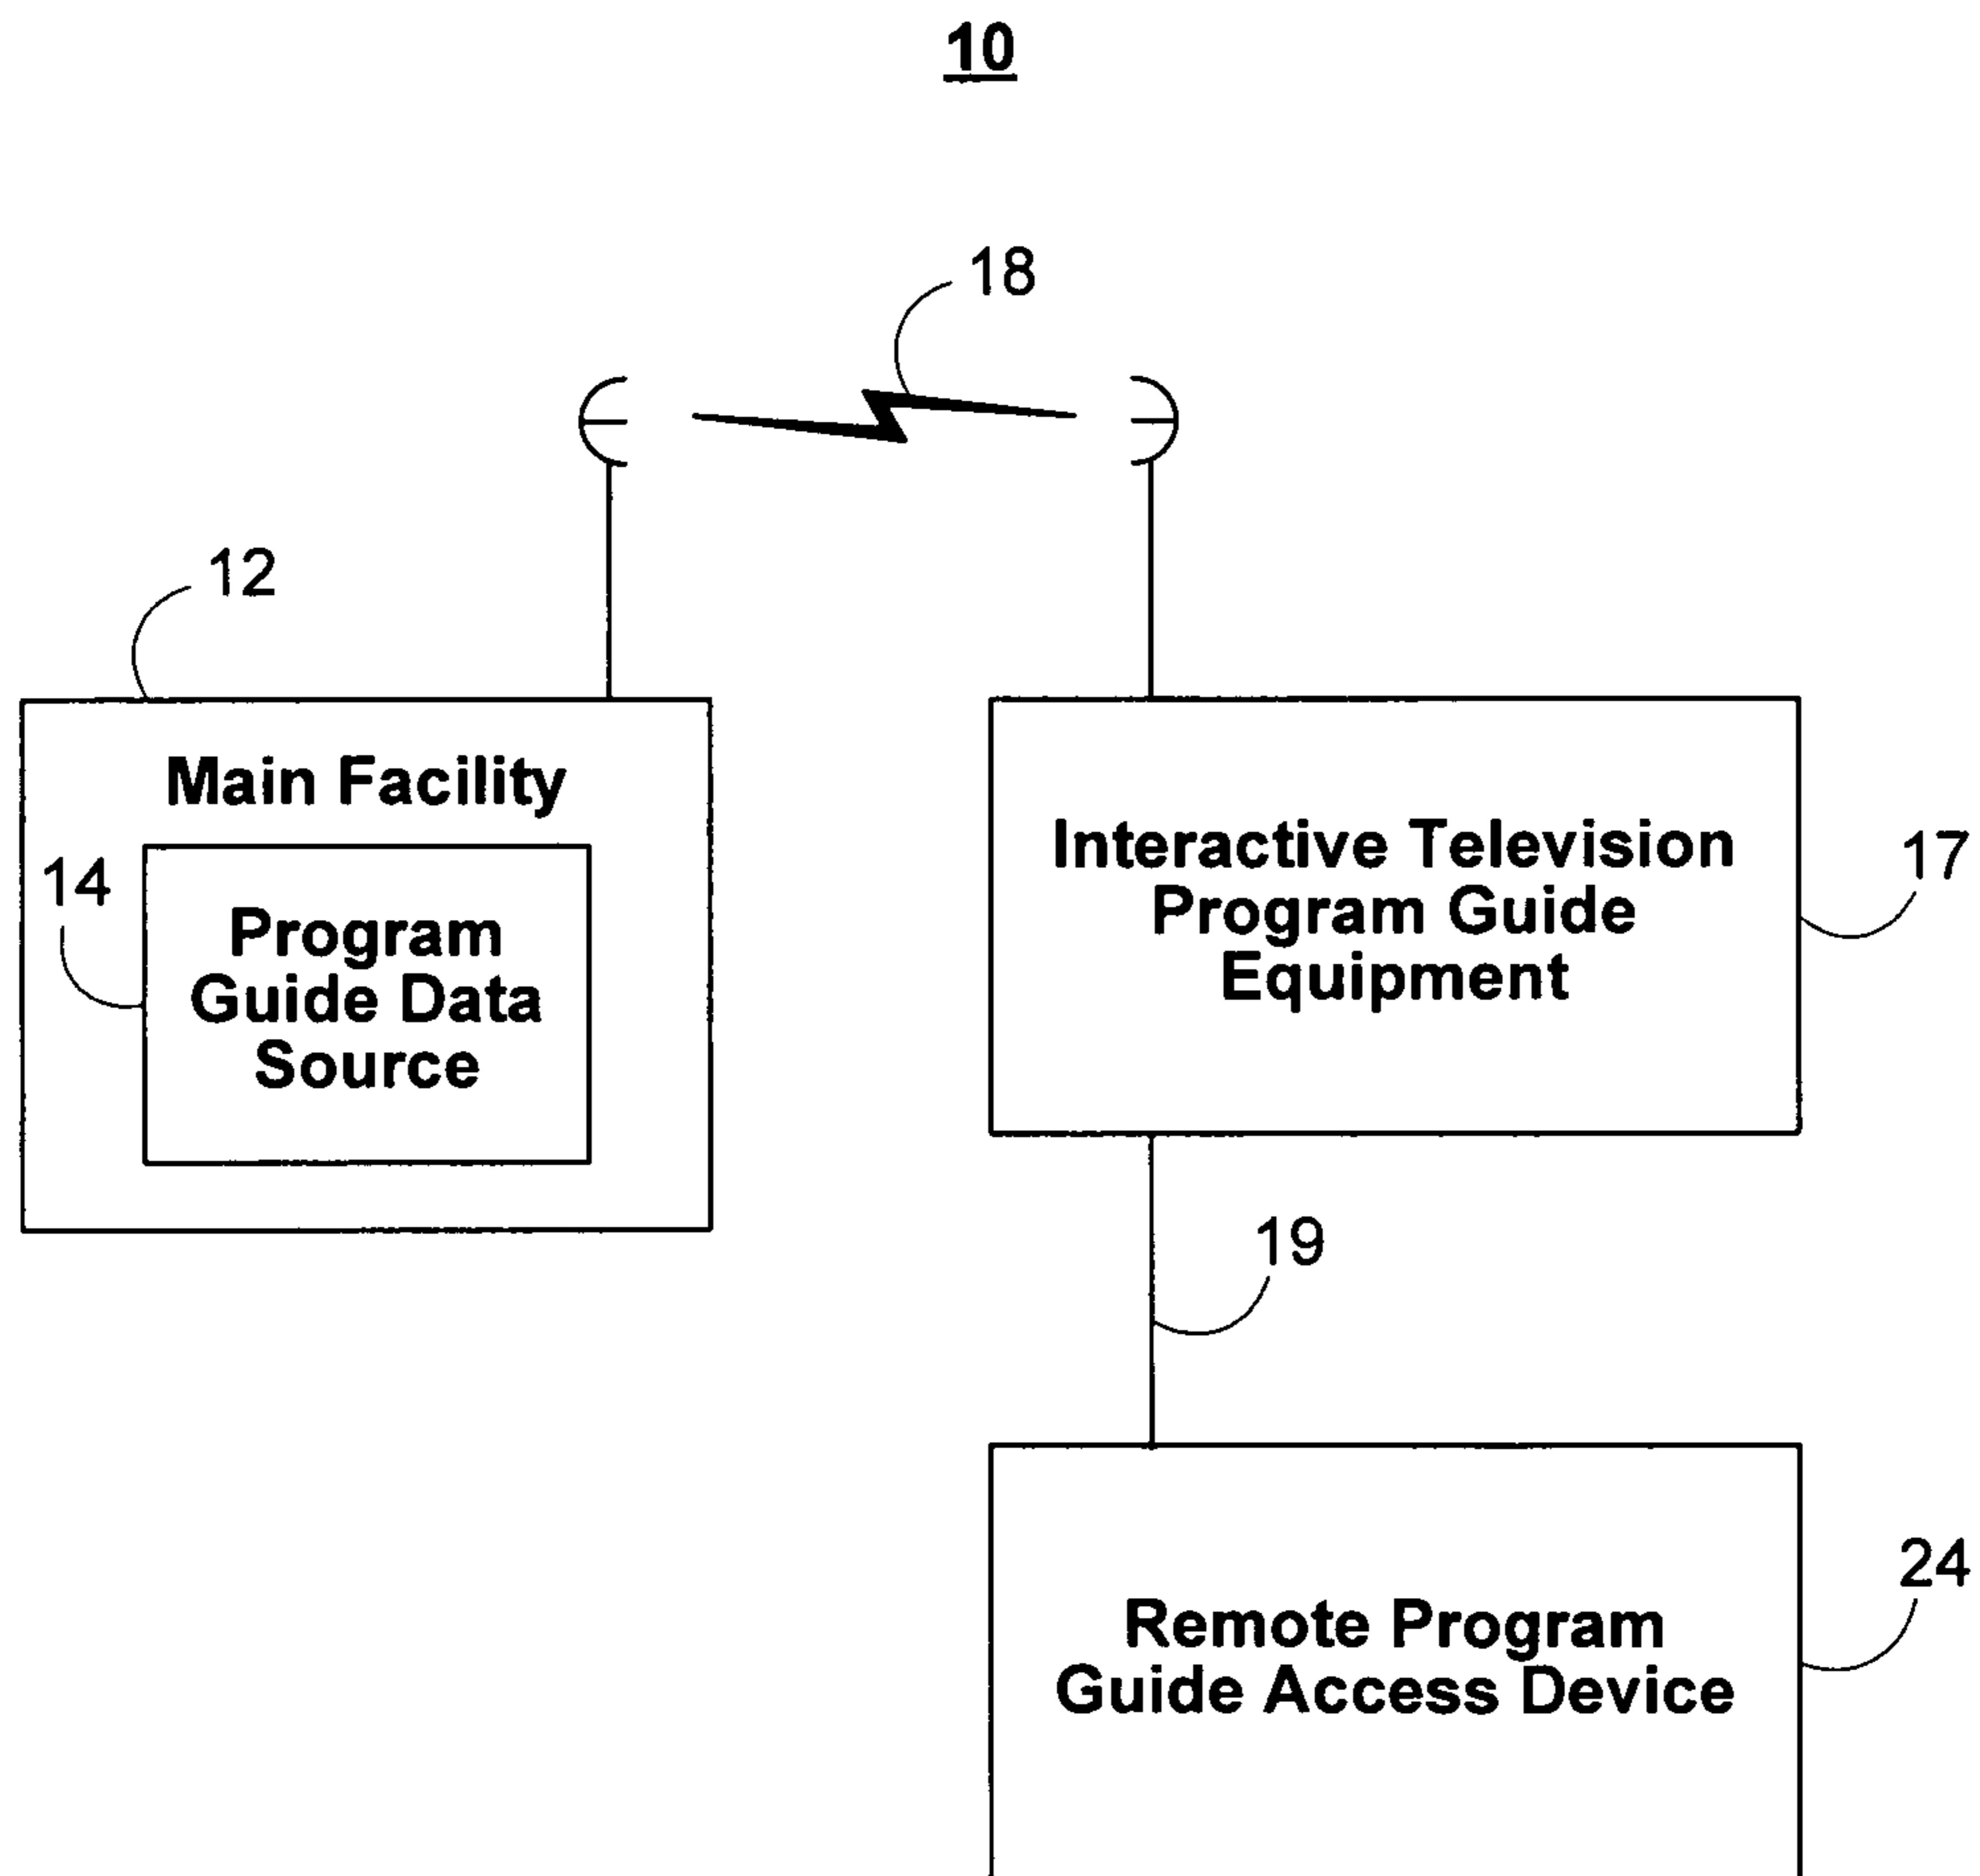 10
18
12
Main Facility
14
Program
Guide Data
Source
Interactive Television
Program Guide
Equipment
17
19
24
Remote Program
Guide Access Device